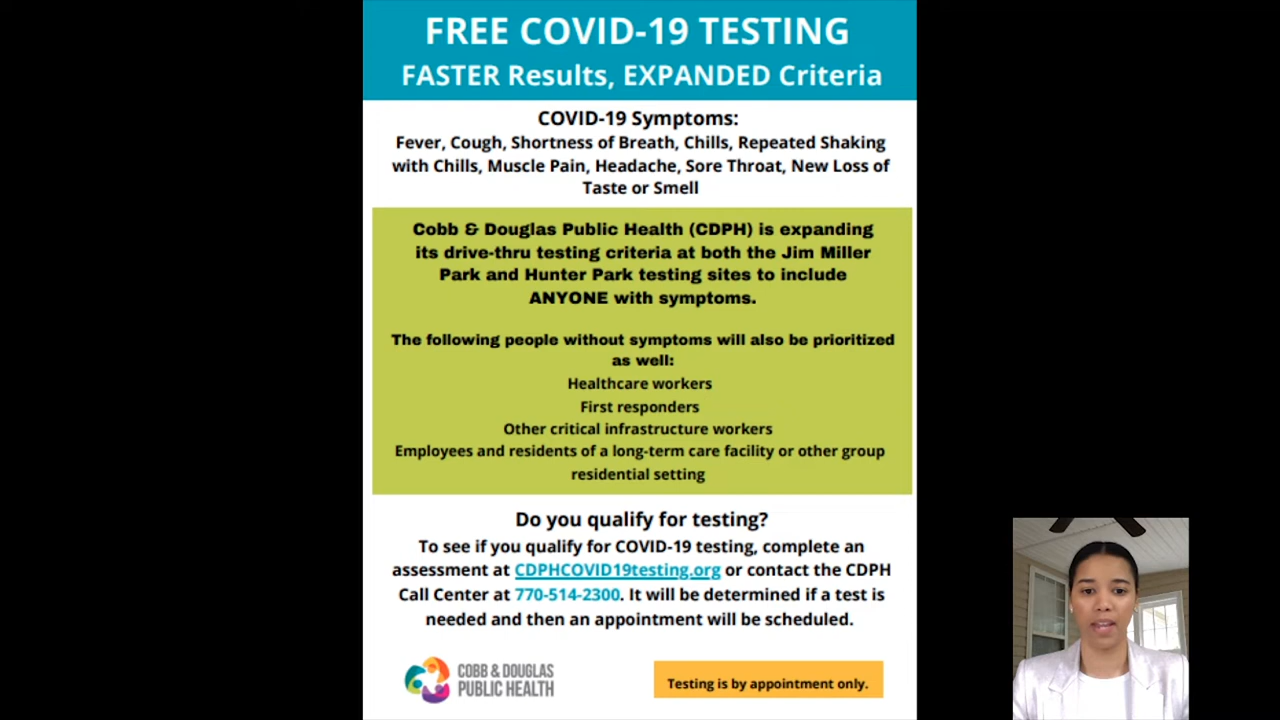 FREE COVID-19 TESTING
FASTER Results, EXPANDED Criteria
COVID-19 Symptoms:
Fever, Cough, Shortness of Breath, Chills, Repeated Shaking
with Chills, Muscle Pain, Headache, Sore Throat, New Loss of
Taste or Smell
Cobb & Douglas Public Health (CDPH) is expanding
its drive-thru testing criteria at both the Jim Miller
Park and Hunter Park testing sites to include
ANYONE with symptoms.
The following people without symptoms will also be prioritized
as well:
Healthcare workers
First responders
Other critical infrastructure workers
Employees and residents of a long-term care facility or other group
residential setting
Do you qualify for testing?
To see if you qualify for COVID-19 testing, complete an
assessment at CDPHCOVID19testing.org or contact the CDPH
Call Center at 770-514-2300. It will be determined if a test is
needed and then an appointment will be scheduled.
COBB & DOUGLAS
PUBLIC HEALTH
Testing is by appointment only.